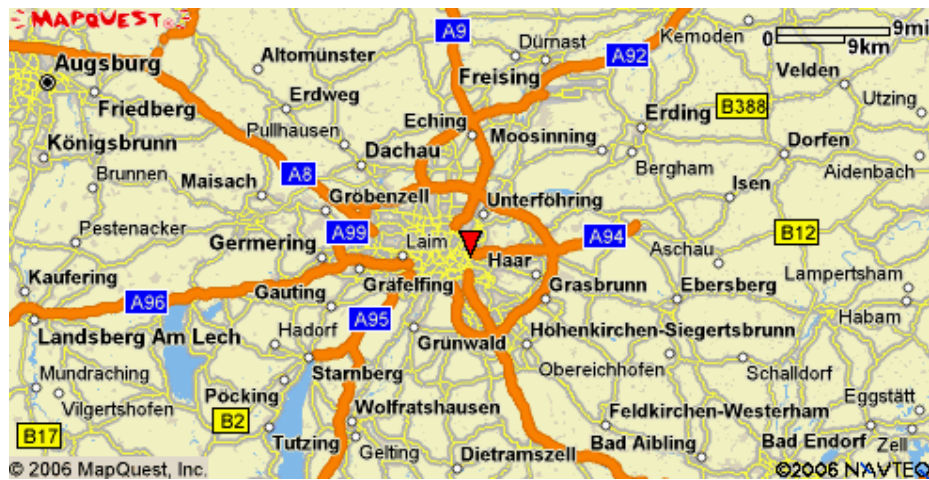 MAPQUEST
A9
Kemoden
0 9mi
9km
Altomünster
Dürnast
A92
Augsburg
Freising
Velden
Friedberg
Erdweg
Erding
B388
Utzing
Pullhausen
Eching
Moosinning
Königsbrunn
Dachau
Dorfen
Brunnen
A8
Bergham
Aidenbach
Maisach
Gröbenzell
Unterföhring
Isen
Pestenacker
A99
Laim
A94
B12
Germering
Haar
Aschau
Kaufering
Gräfelfing
Grasbrunn
Lampertsham
A96
Gauting
Ebersberg
A95
Habam
Landsberg Am Lech
Hadorf
Grünwald
Höhenkirchen-Siegertsbrunn
Starnberg
Obereichhofen
Schalldorf
Mundraching
Pöcking
Eggstätt
Vilgertshofen
B2
Wolfratshausen
Feldkirchen-Westerham
B17
Tutzing
Gelting
Bad Aibling
Bad Endorf
Zell
Dietramszell
© 2006 MapQuest, Inc.
©2006 NAVTEQ